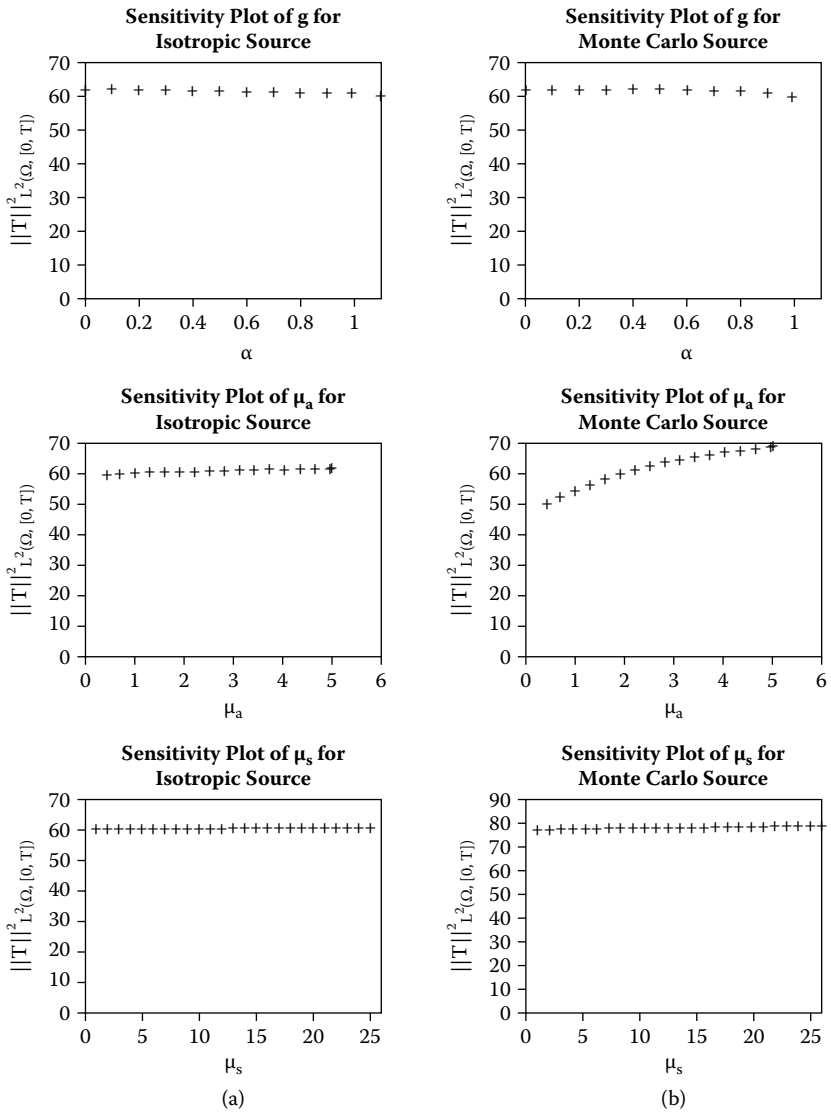 Sensitivity Plot of g for
Isotropic Source
70
60
50
40
30
20
10
0
||T||²L²(Ω, [0, T])
0 0.2 0.4 0.6 0.8 1
α
Sensitivity Plot of g for
Monte Carlo Source
70
60
50
40
30
20
10
0
||T||²L²(Ω, [0, T])
0 0.2 0.4 0.6 0.8 1
α
Sensitivity Plot of μa for
Isotropic Source
70
60
50
40
30
20
10
0
||T||²L²(Ω, [0, T])
0 1 2 3 4 5 6
μa
Sensitivity Plot of μa for
Monte Carlo Source
70
60
50
40
30
20
10
0
||T||²L²(Ω, [0, T])
0 1 2 3 4 5 6
μa
Sensitivity Plot of μs for
Isotropic Source
70
60
50
40
30
20
10
0
||T||²L²(Ω, [0, T])
0 5 10 15 20 25
μs
(a)
Sensitivity Plot of μs for
Monte Carlo Source
90
80
70
60
50
40
30
20
10
0
||T||²L²(Ω, [0, T])
0 5 10 15 20 25
μs
(b)